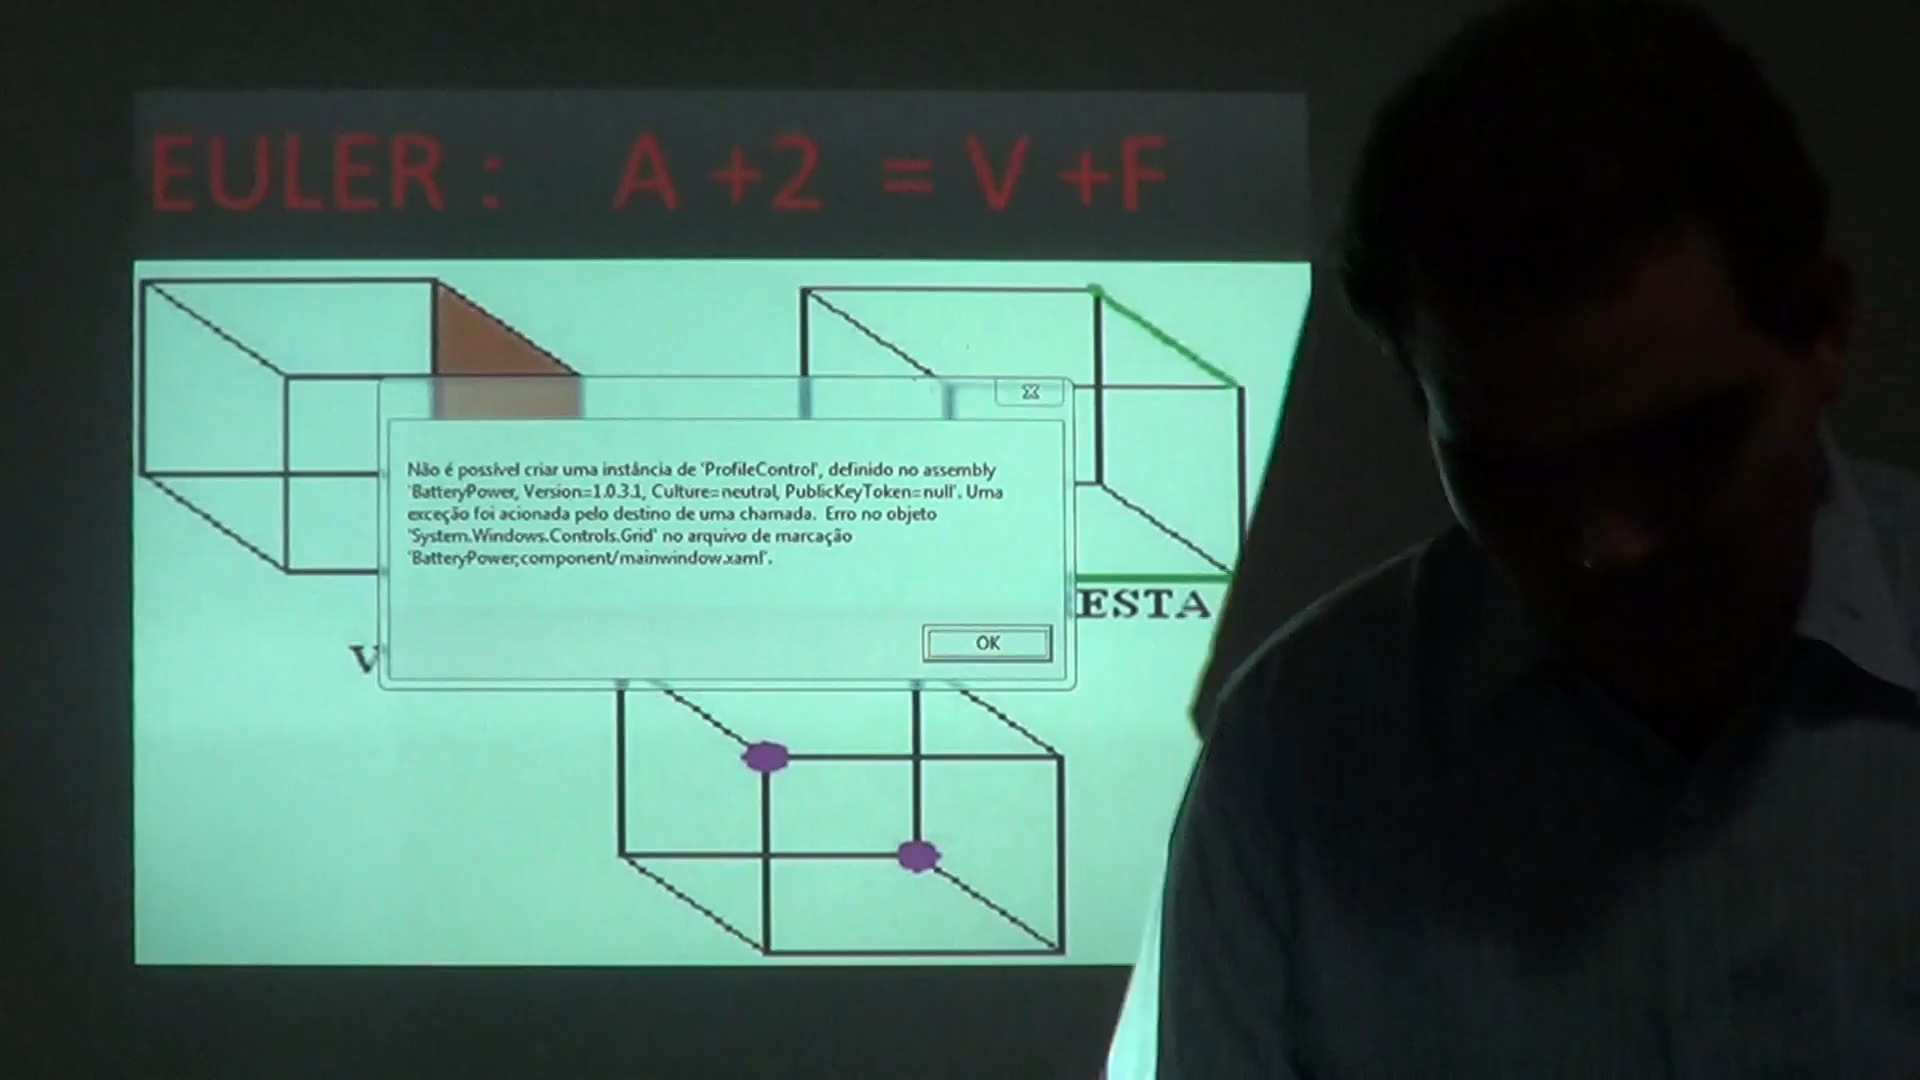 EULER : A +2 = V +F
X
Não é possível criar uma instância de 'ProfileControl', definido no assembly
'BatteryPower, Version=1.0.3.1, Culture=neutral, PublicKeyToken=null'. Uma
exceção foi acionada pelo destino de uma chamada. Erro no objeto
'System.Windows.Controls.Grid' no arquivo de marcação
'BatteryPower;component/mainwindow.xaml'.
ESTA
OK
V